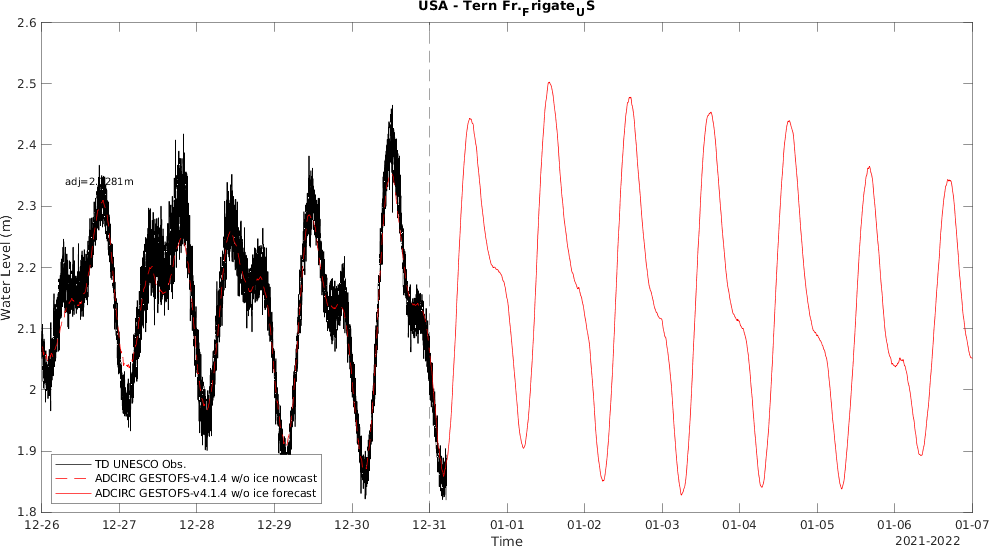 USA - Tern Fr.FrigateUS
2.6
2.5
2.4
2.3
2.2
2.1
2
1.9
1.8
Water Level (m)
TD UNESCO Obs.
ADCIRC GESTOFS-v4.1.4 w/o ice nowcast
ADCIRC GESTOFS-v4.1.4 w/o ice forecast
12-26 12-27 12-28 12-29 12-30 12-31 01-01 01-02 01-03 01-04 01-05 01-06 01-07
Time
2021-2022